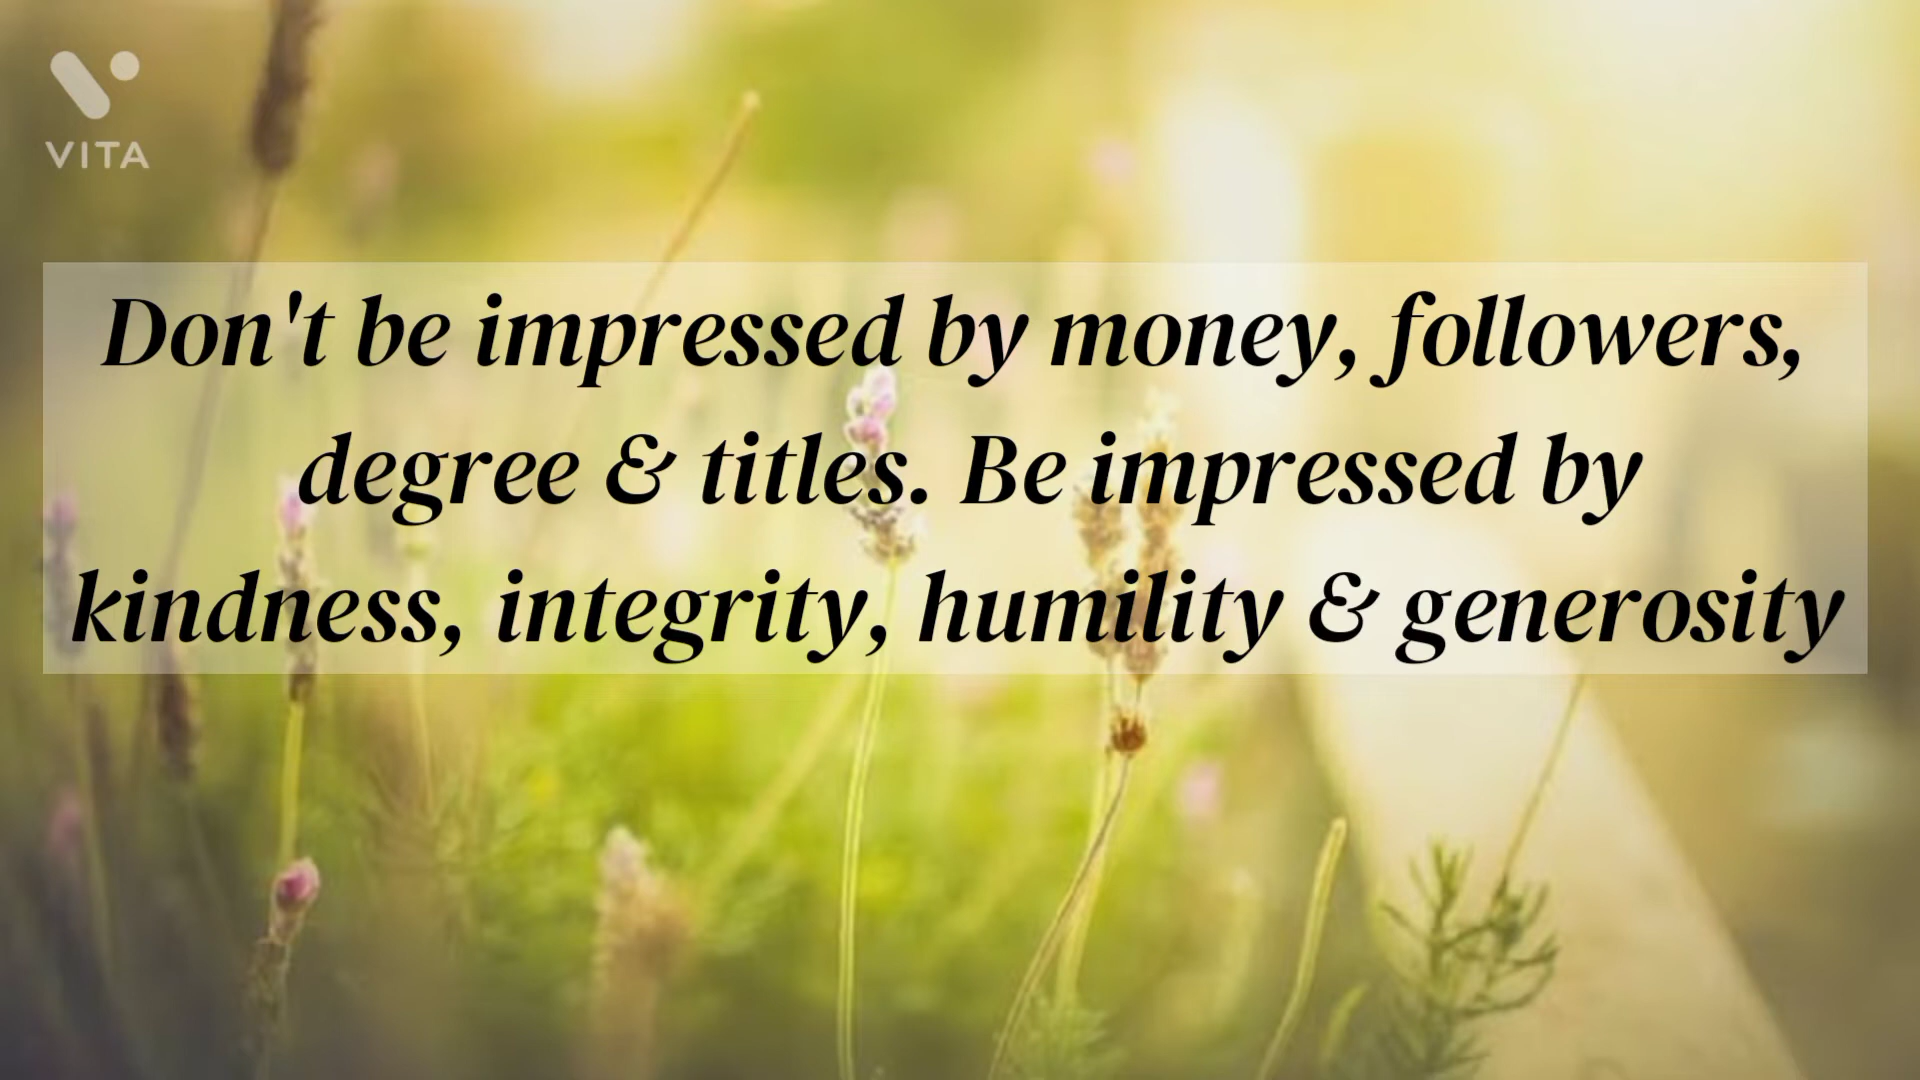 VITA
Don't be impressed by money, followers,
degree & titles. Be impressed by
kindness, integrity, humility & generosity